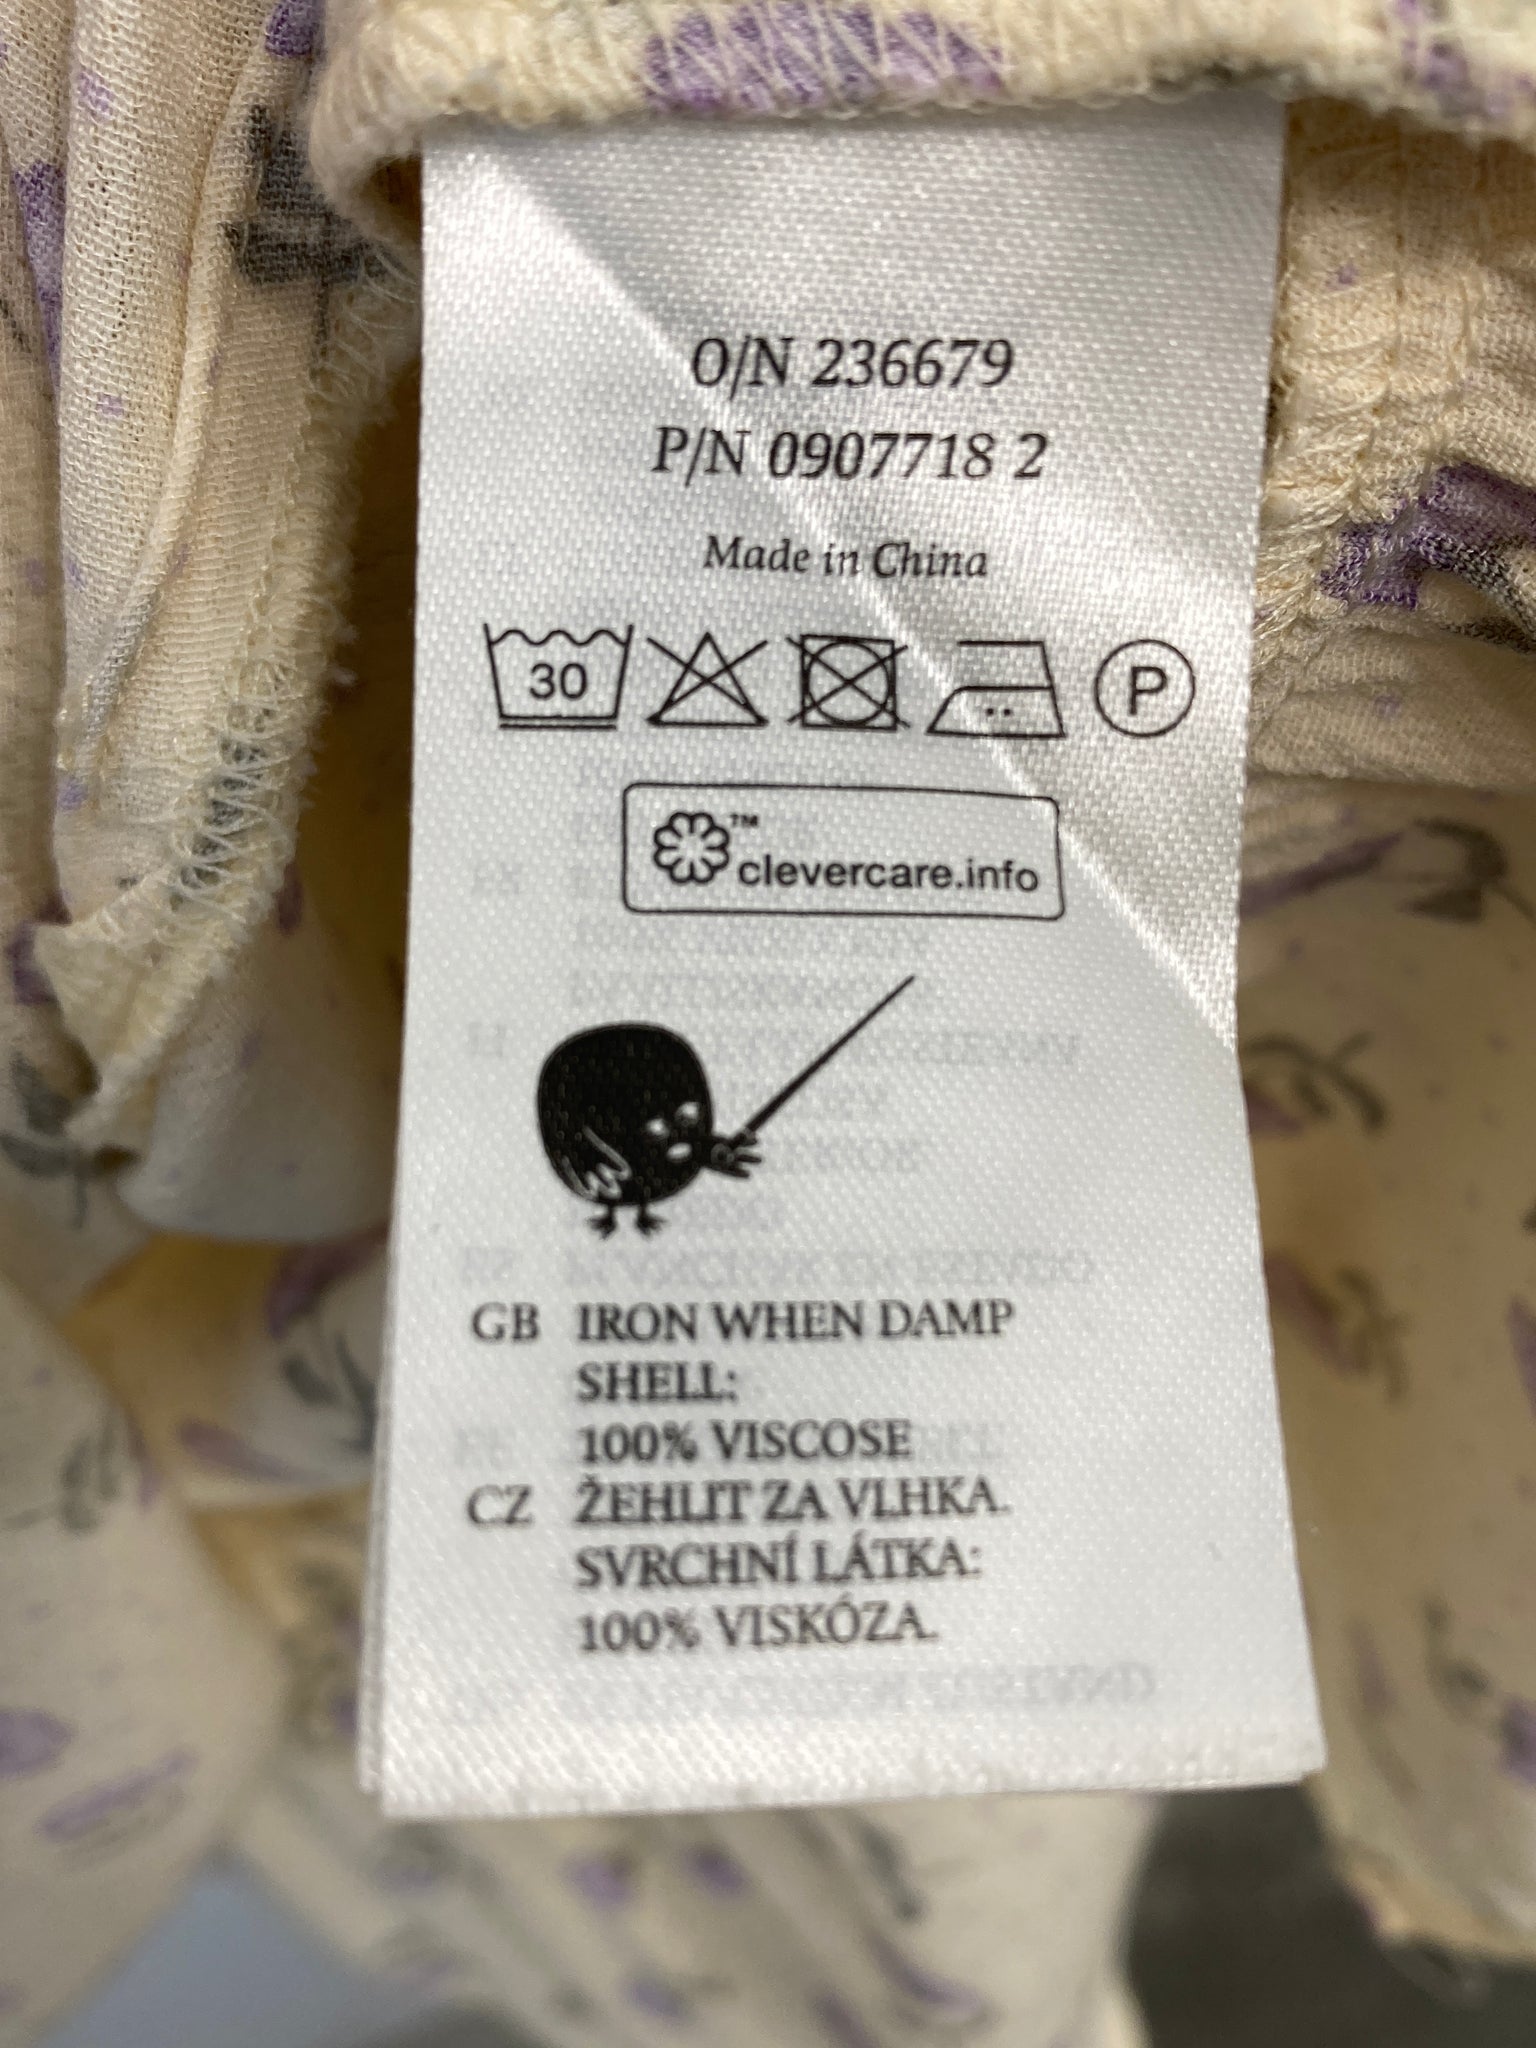 O/N 236679
P/N 0907718 2
Made in China
30 P
™
clevercare.info
GB IRON WHEN DAMP
SHELL:
100% VISCOSE
CZ ŽEHLIT ZA VLHKA.
SVRCHNÍ LÁTKA:
100% VISKÓZA.